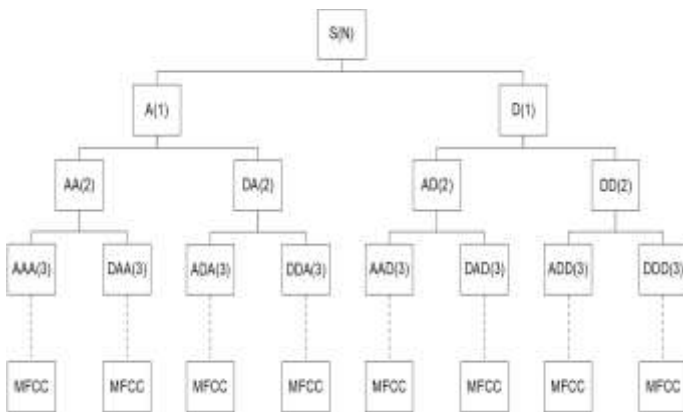 S(N)
A(1) D(1)
AA(2) DA(2) AD(2) DD(2)
AAA(3) DAA(3) ADA(3) DDA(3) AAD(3) DAD(3) ADD(3) DDD(3)
MFCC MFCC MFCC MFCC MFCC MFCC MFCC MFCC